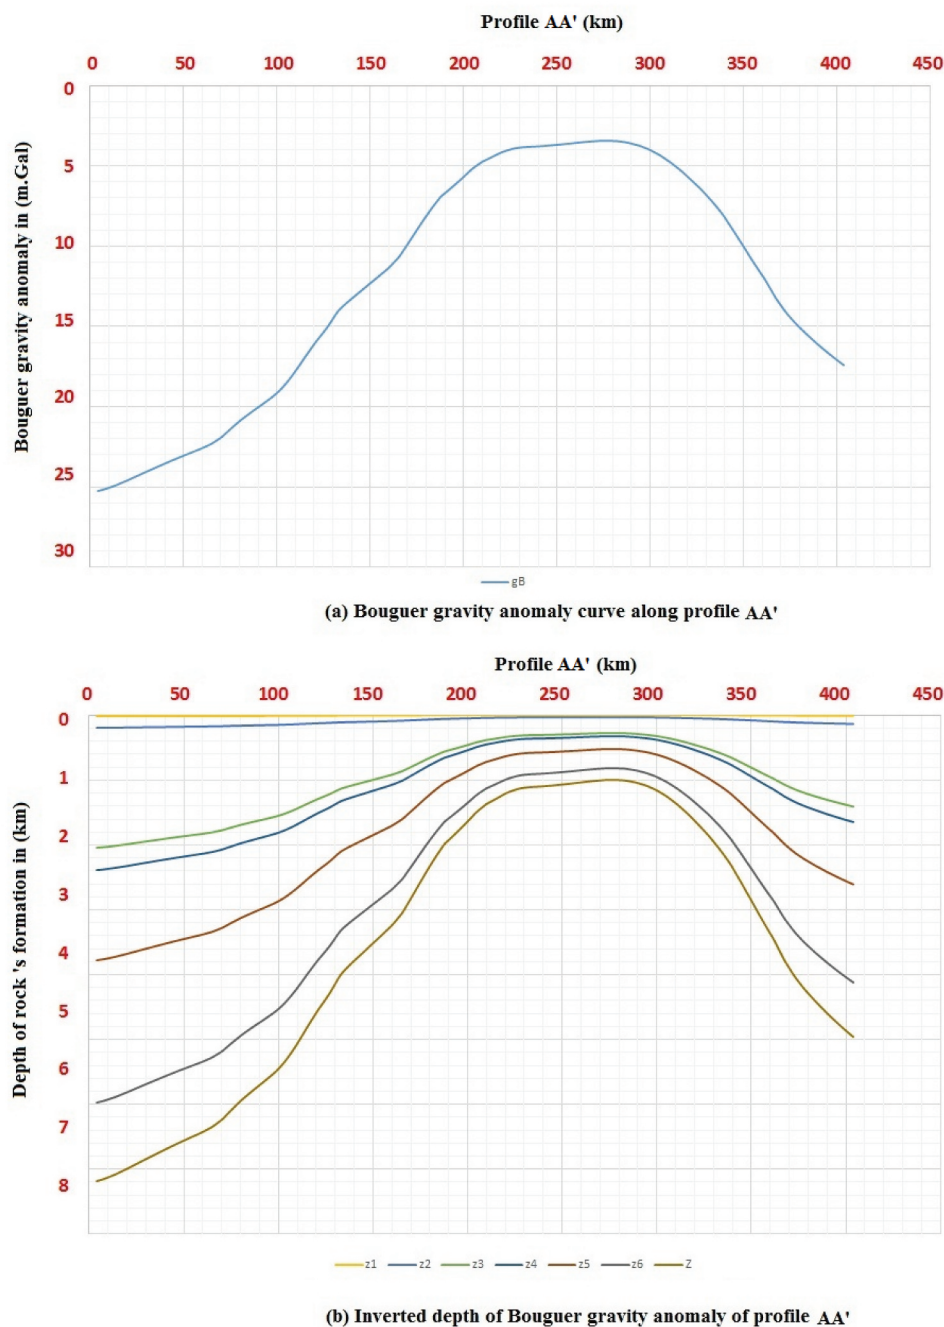 Profile AA' (km)
0 50 100 150 200 250 300 350 400 450
Bouguer gravity anomaly in (m.Gal)
0
5
10
15
20
25
30
gB
(a) Bouguer gravity anomaly curve along profile AA'
Profile AA' (km)
0 50 100 150 200 250 300 350 400 450
Depth of rock 's formation in (km)
0
1
2
3
4
5
6
7
8
z1 z2 z3 z4 z5 z6 Z
(b) Inverted depth of Bouguer gravity anomaly of profile AA'